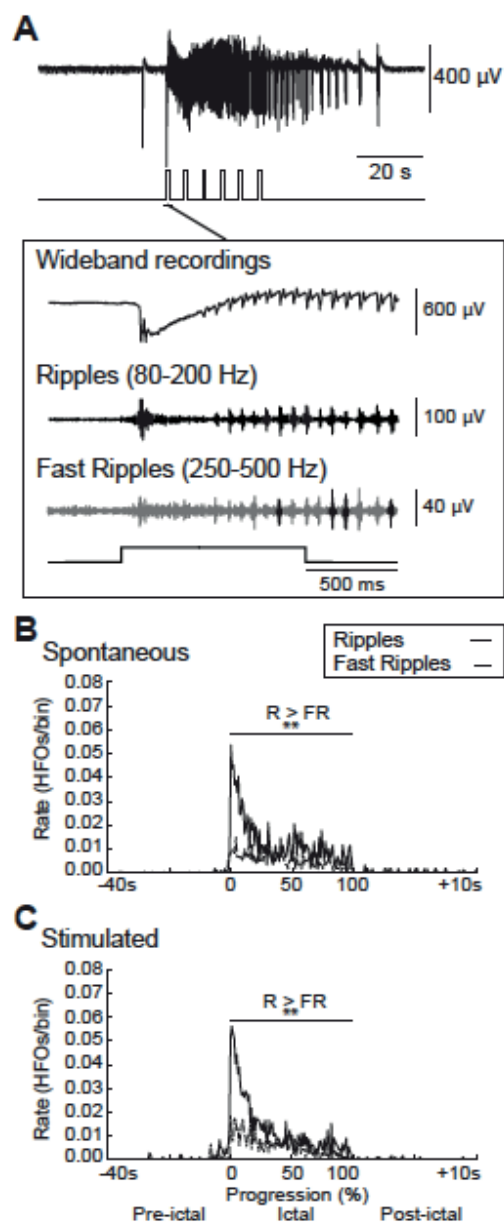 A
400 µV
20 s
Wideband recordings
600 µV
Ripples (80-200 Hz)
100 µV
Fast Ripples (250-500 Hz)
40 µV
500 ms
B
Spontaneous
Ripples
Fast Ripples
R > FR
**
Rate (HFOs/bin)
0.08
0.07
0.06
0.05
0.04
0.03
0.02
0.01
0.00
-40s 0 50 100 +10s
C
Stimulated
R > FR
**
Rate (HFOs/bin)
0.08
0.07
0.06
0.05
0.04
0.03
0.02
0.01
0
-40s 0 50 100 +10s
Progression (%)
Pre-ictal Ictal Post-ictal